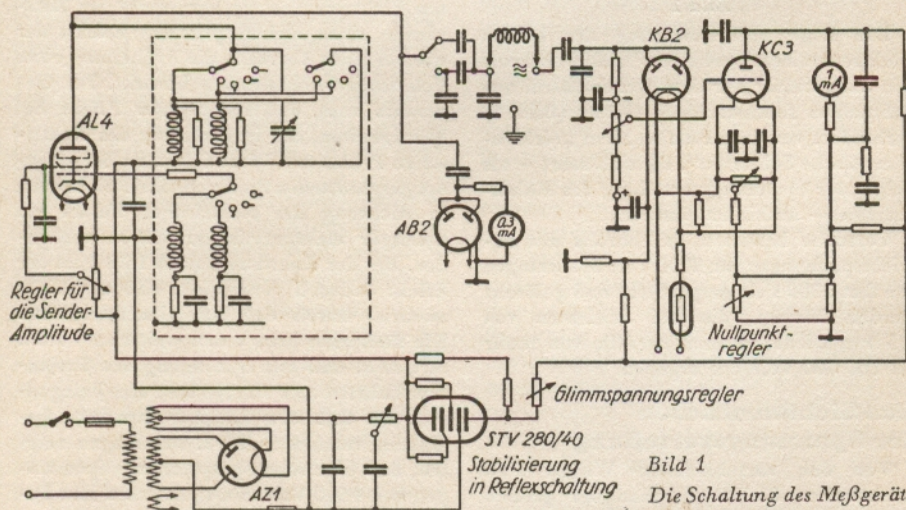 AL4
KB2
KC3
1
mA
AB2
0,3
mA
Regler für
die Sender-
Amplitude
Nullpunkt-
regler
Glimmspannungsregler
STV 280/40
Stabilisierung
in Reflexschaltung
AZ1
Bild 1
Die Schaltung des Meßgerät